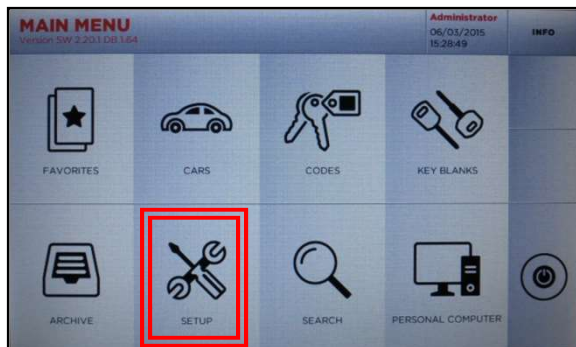 MAIN MENU
Version SW 2.20.1 DB 1.64
Administrator
06/03/2015
15:28:49
INFO
FAVORITES
CARS
CODES
KEY BLANKS
ARCHIVE
SETUP
SEARCH
PERSONAL COMPUTER